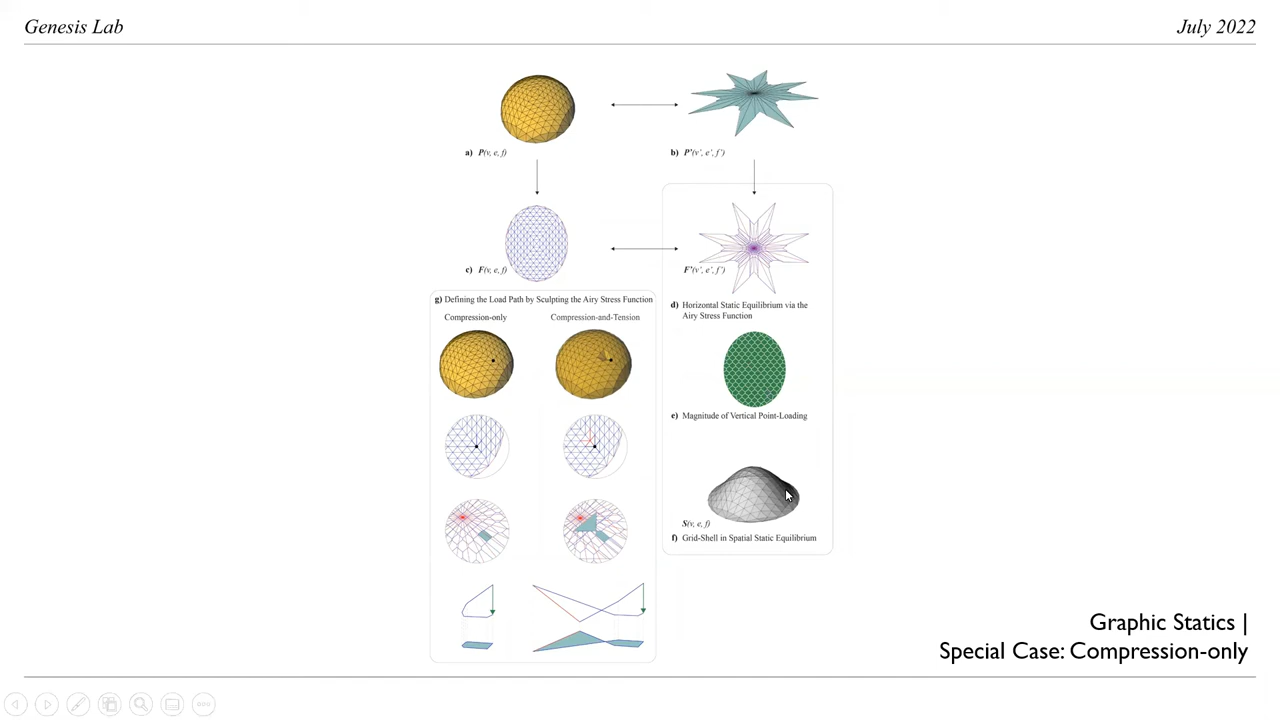 Genesis Lab
July 2022
a) P(v, e, f)
b) P'(v', e', f')
c) F(v, e, f)
F'(v', e', f')
g) Defining the Load Path by Sculpting the Airy Stress Function
Compression-only
Compression-and-Tension
d) Horizontal Static Equilibrium via the
Airy Stress Function
e) Magnitude of Vertical Point-Loading
S(v, e, f)
f) Grid-Shell in Spatial Static Equilibrium
Graphic Statics |
Special Case: Compression-only